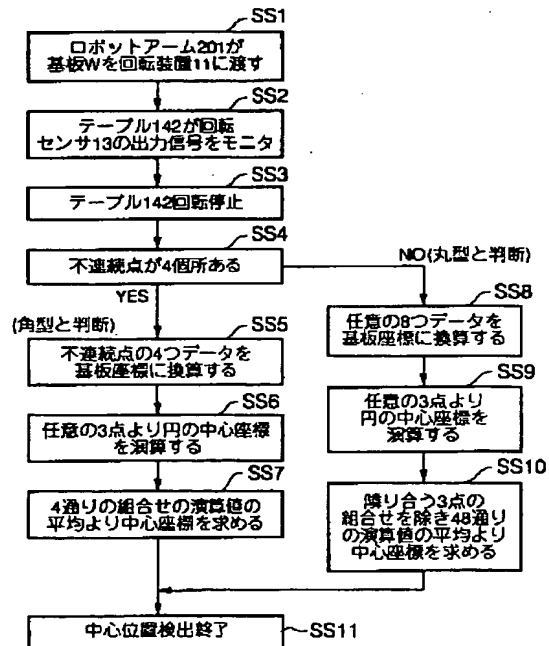 SS1
ロボットアーム201が
基板Wを回転装置11に渡す
SS2
テーブル142が回転
センサ13の出力信号をモニタ
SS3
テーブル142回転停止
SS4
不連続点が4個所ある
NO(丸型と判断)
YES
(角型と判断)
SS5
不連続点の4つデータを
基板座標に換算する
SS6
任意の3点より円の中心座標
を演算する
SS7
4通りの組合せの演算値の
平均より中心座標を求める
SS8
任意の8つデータを
基板座標に換算する
SS9
任意の3点より
円の中心座標を
演算する
SS10
隣り合う3点の
組合せを除き48通り
の演算値の平均より
中心座標を求める
中心位置検出終了
SS11